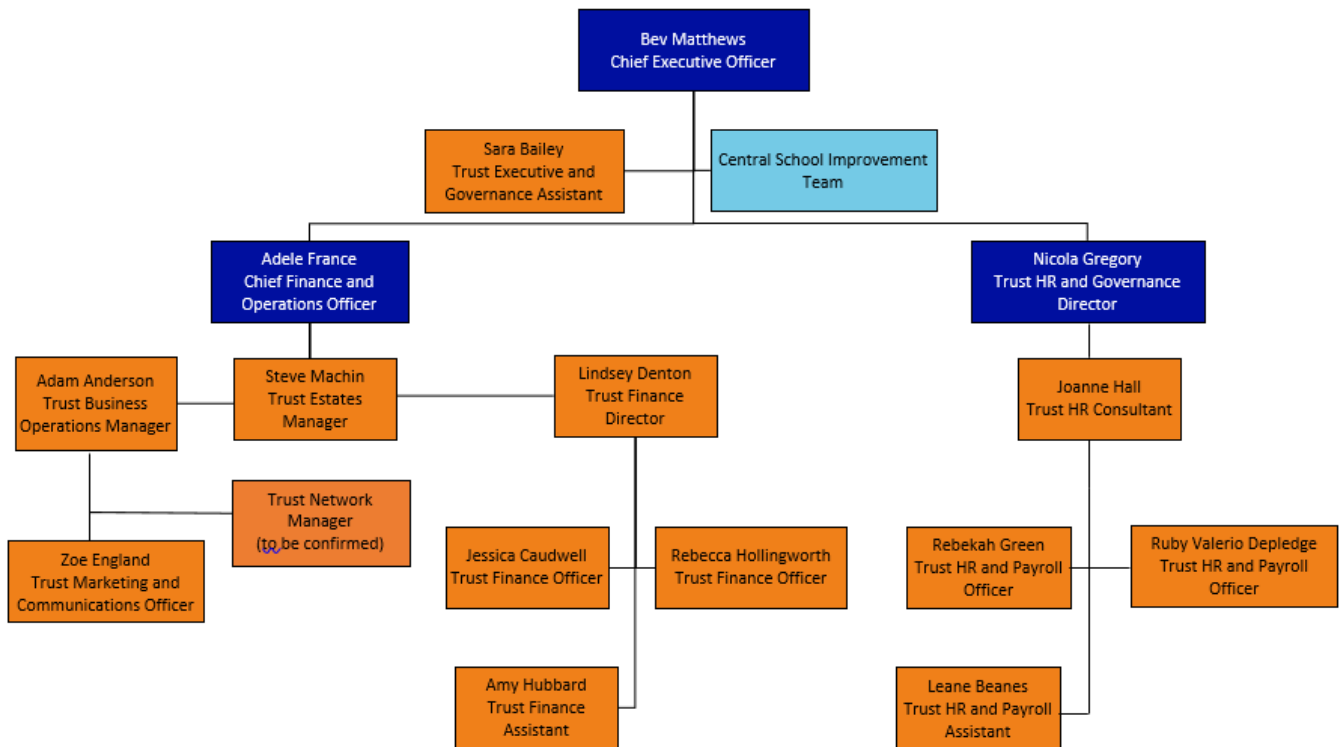 Bev Matthews
Chief Executive Officer
Sara Bailey
Trust Executive and
Governance Assistant
Central School Improvement
Team
Adele France
Chief Finance and
Operations Officer
Nicola Gregory
Trust HR and Governance
Director
Adam Anderson
Trust Business
Operations Manager
Steve Machin
Trust Estates
Manager
Lindsey Denton
Trust Finance
Director
Joanne Hall
Trust HR Consultant
Trust Network
Manager
(to be confirmed)
Zoe England
Trust Marketing and
Communications Officer
Jessica Caudwell
Trust Finance Officer
Rebecca Hollingworth
Trust Finance Officer
Rebekah Green
Trust HR and Payroll
Officer
Ruby Valerio Depledge
Trust HR and Payroll
Officer
Amy Hubbard
Trust Finance
Assistant
Leane Beanes
Trust HR and Payroll
Assistant